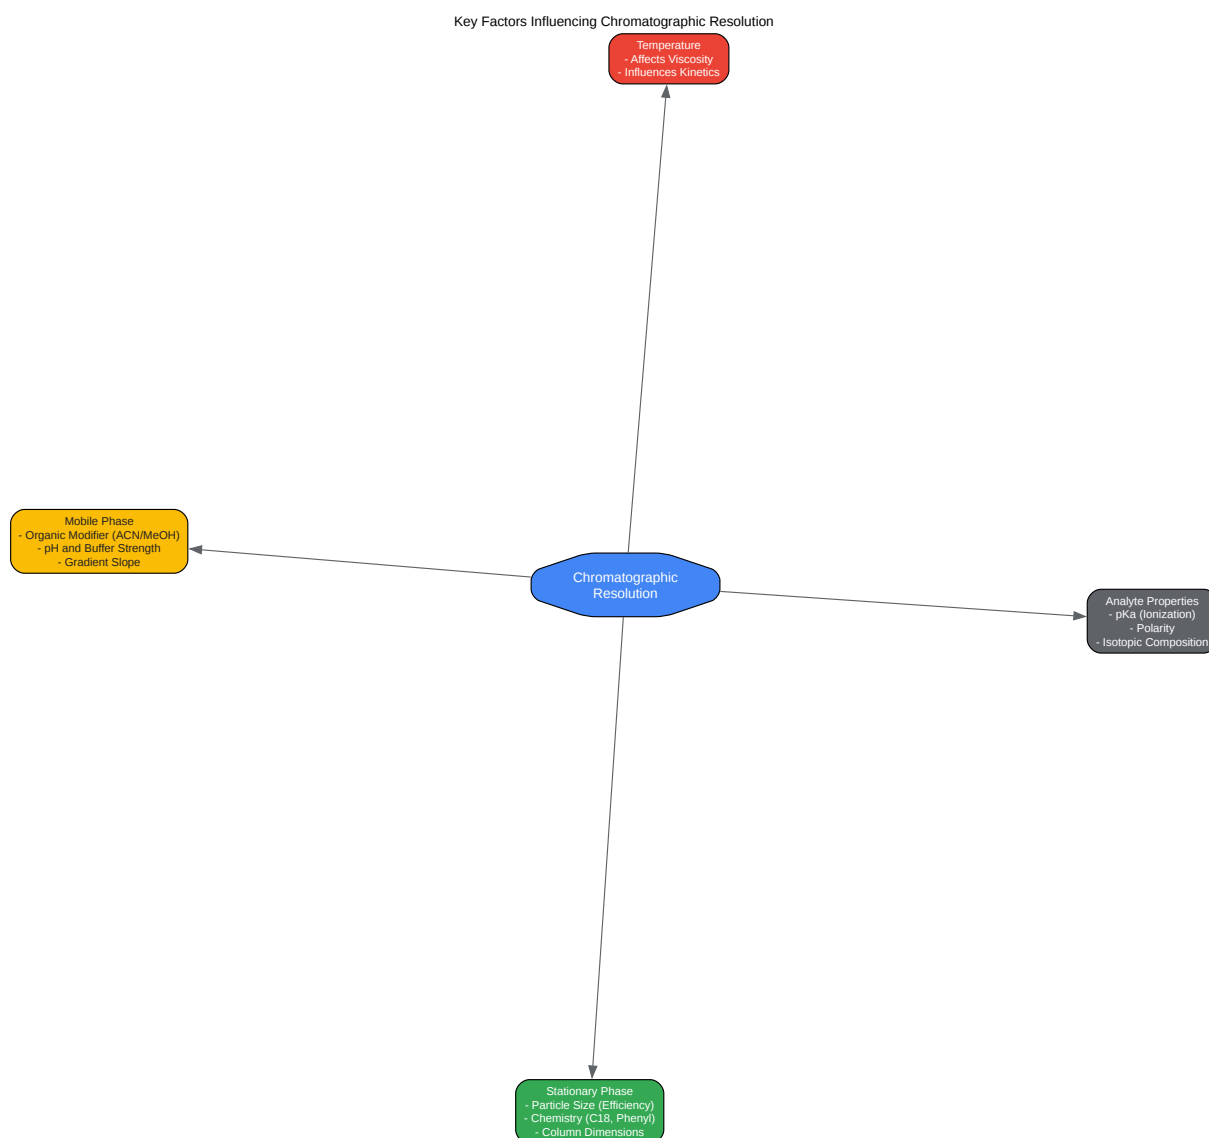 Key Factors Influencing Chromatographic Resolution
Temperature
- Affects Viscosity
- Influences Kinetics
Mobile Phase
- Organic Modifier (ACN/MeOH)
- pH and Buffer Strength
- Gradient Slope
Chromatographic
Resolution
Analyte Properties
- pKa (Ionization)
- Polarity
- Isotopic Composition
Stationary Phase
- Particle Size (Efficiency)
- Chemistry (C18, Phenyl)
- Column Dimensions